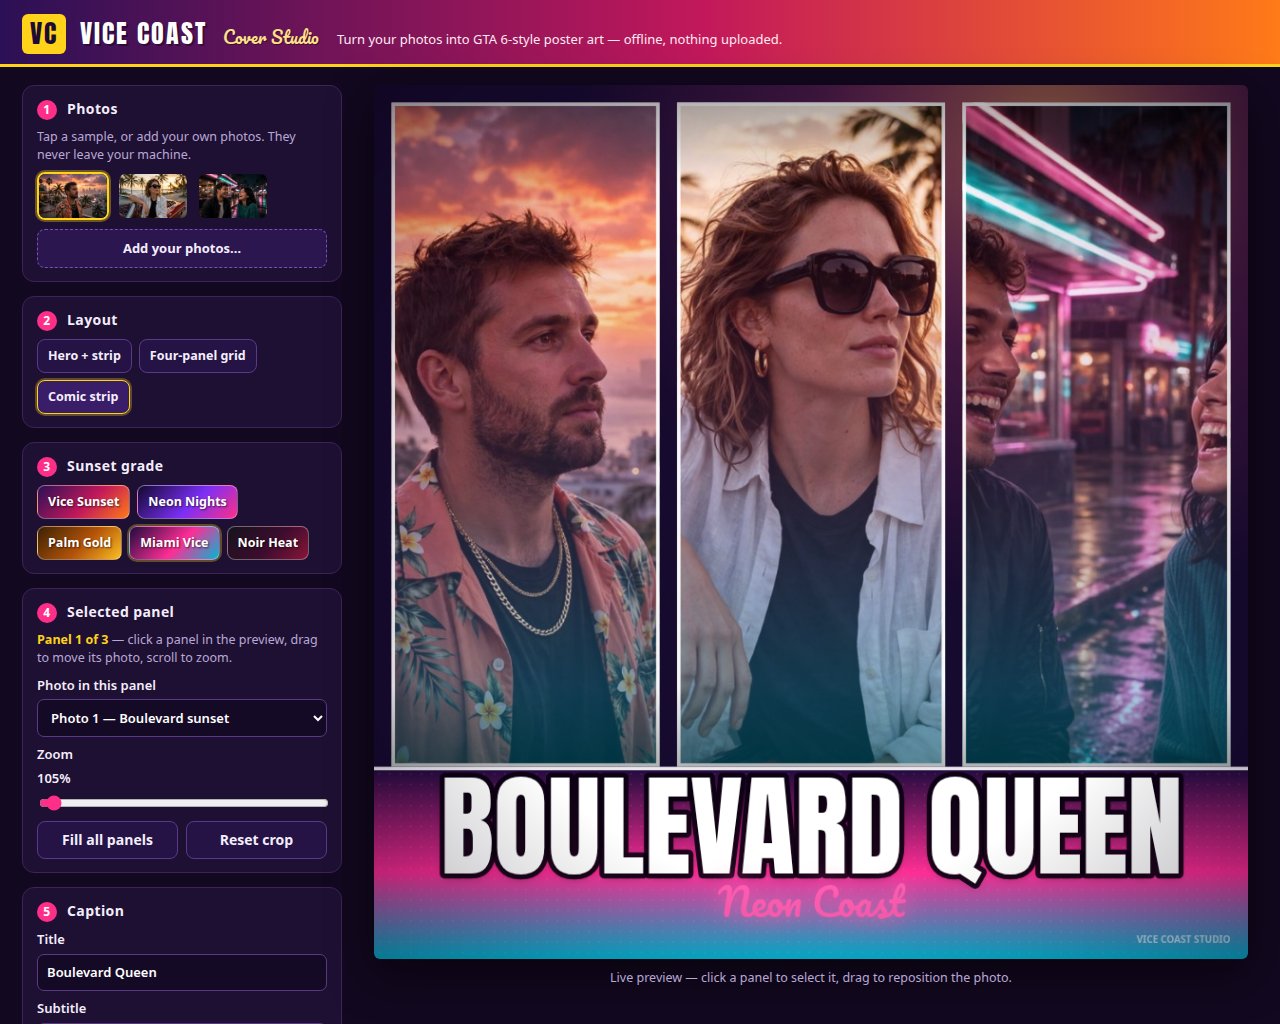 VC VICE COAST Cover Studio Turn your photos into GTA 6-style poster art — offline, nothing uploaded.
1 Photos
Tap a sample, or add your own photos. They
never leave your machine.
Add your photos...
2 Layout
Hero + strip Four-panel grid
Comic strip
3 Sunset grade
Vice Sunset Neon Nights
Palm Gold Miami Vice Noir Heat
4 Selected panel
Panel 1 of 3 — click a panel in the preview, drag
to move its photo, scroll to zoom.
Photo in this panel
Photo 1 — Boulevard sunset
Zoom
105%
Fill all panels Reset crop
5 Caption
Title
Boulevard Queen
Subtitle
BOULEVARD QUEEN
Neon Coast
VICE COAST STUDIO
Live preview — click a panel to select it, drag to reposition the photo.